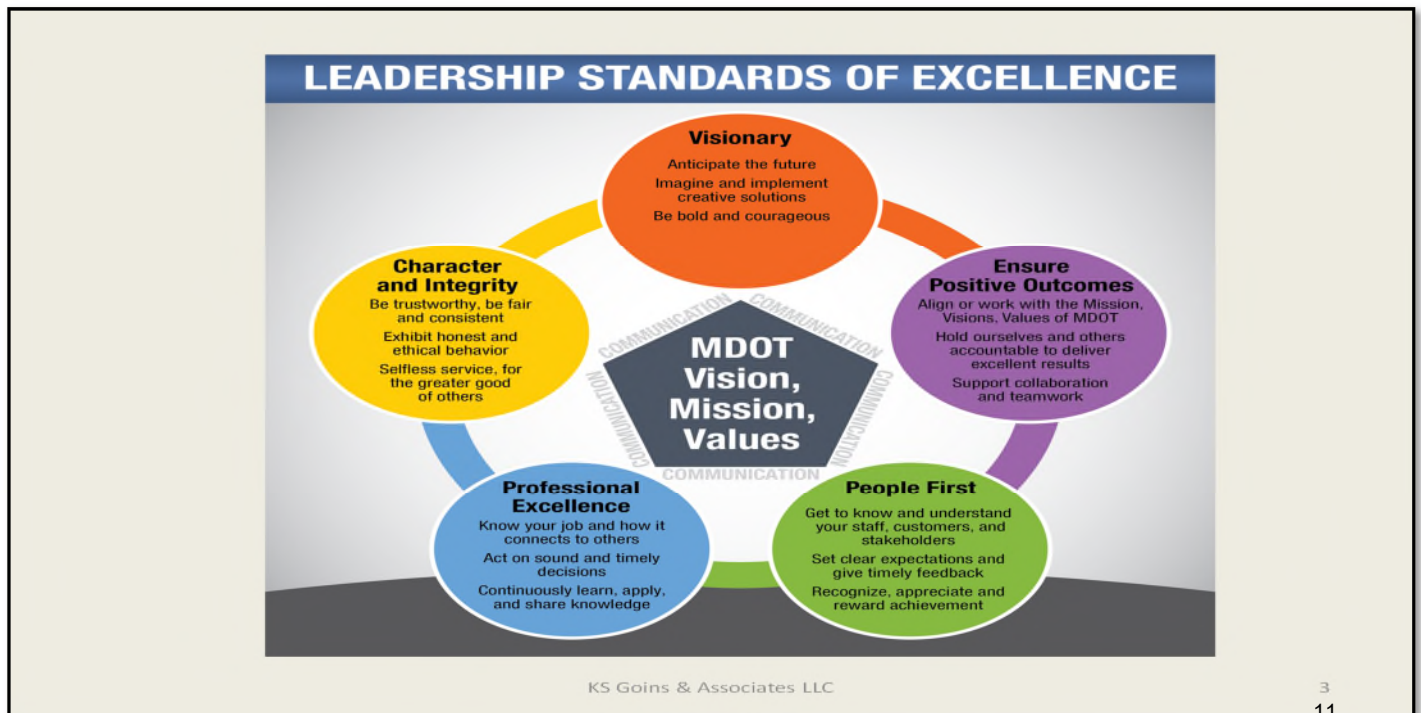 LEADERSHIP STANDARDS OF EXCELLENCE
Visionary
Anticipate the future
Imagine and implement
creative solutions
Be bold and courageous
Character
and Integrity
Be trustworthy, be fair
and consistent
Exhibit honest and
ethical behavior
Selfless service, for
the greater good
of others
Ensure
Positive Outcomes
Align or work with the Mission,
Visions, Values of MDOT
Hold ourselves and others
accountable to deliver
excellent results
Support collaboration
and teamwork
COMMUNICATION
COMMUNICATION
COMMUNICATION
COMMUNICATION
MDOT
Vision,
Mission,
Values
COMMUNICATION
Professional
Excellence
Know your job and how it
connects to others
Act on sound and timely
decisions
Continuously learn, apply,
and share knowledge
People First
Get to know and understand
your staff, customers, and
stakeholders
Set clear expectations and
give timely feedback
Recognize, appreciate and
reward achievement
KS Goins & Associates LLC
3
11